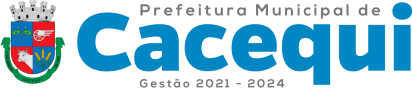 Prefeitura Municipal de
Cacequi
Gestão 2021 - 2024